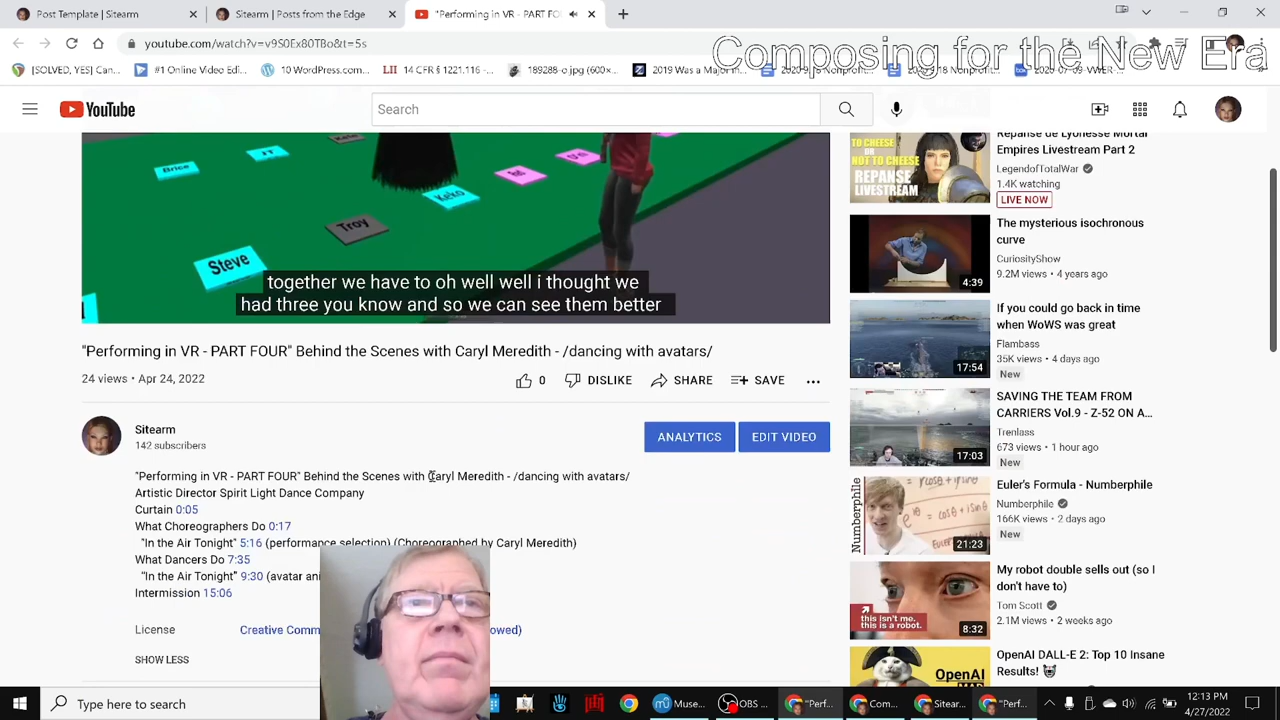 Post Template | Sitearm
Sitearm | Posts from the Edge
"Performing in VR - PART FO
youtube.com/watch?v=v9S0Ex80TBo&t=5s
Composing for the New Era
[SOLVED, YES] Can...
#1 Online Video Edi...
10 WordPress.com...
14 CFR § 1221.116 -...
189288-o.jpg (600×...
2019 Was a Major th...
YouTube
Search
Steve
Troy
Keko
together we have to oh well well i thought we
had three you know and so we can see them better
"Performing in VR - PART FOUR" Behind the Scenes with Caryl Meredith - /dancing with avatars/
24 views • Apr 24, 2022
0
DISLIKE
SHARE
SAVE
Sitearm
142 subscribers
ANALYTICS
EDIT VIDEO
"Performing in VR - PART FOUR" Behind the Scenes with Caryl Meredith - /dancing with avatars/
Artistic Director Spirit Light Dance Company
Curtain 0:05
What Choreographers Do 0:17
"In the Air Tonight" 5:16 (performance selection) (Choreographed by Caryl Meredith)
What Dancers Do 7:35
"In the Air Tonight" 9:30 (avatar ani
Intermission 15:06
License
Creative Comm
owed)
SHOW LESS
TO CHEESE
OR
NOT TO CHEESE
REPANSE
LIVESTREAM
Repanse de Lyonesse Mortal
Empires Livestream Part 2
LegendofTotalWar
1.4K watching
LIVE NOW
4:39
The mysterious isochronous
curve
CuriosityShow
9.2M views • 4 years ago
17:54
If you could go back in time
when WoWS was great
Flambass
35K views • 4 days ago
New
17:03
SAVING THE TEAM FROM
CARRIERS Vol.9 - Z-52 ON A...
Trenlass
673 views • 1 hour ago
New
NUMBERPHILE
21:23
Euler's Formula - Numberphile
Numberphile
166K views • 2 days ago
New
this isn't me.
this is a robot.
8:32
My robot double sells out (so I
don't have to)
Tom Scott
2.1M views • 2 weeks ago
OpenAI
OpenAI DALL-E 2: Top 10 Insane
Results!
Type here to search
Muse...
OBS ...
"Perf...
Com...
Sitear...
"Perf...
12:13 PM
4/27/2022